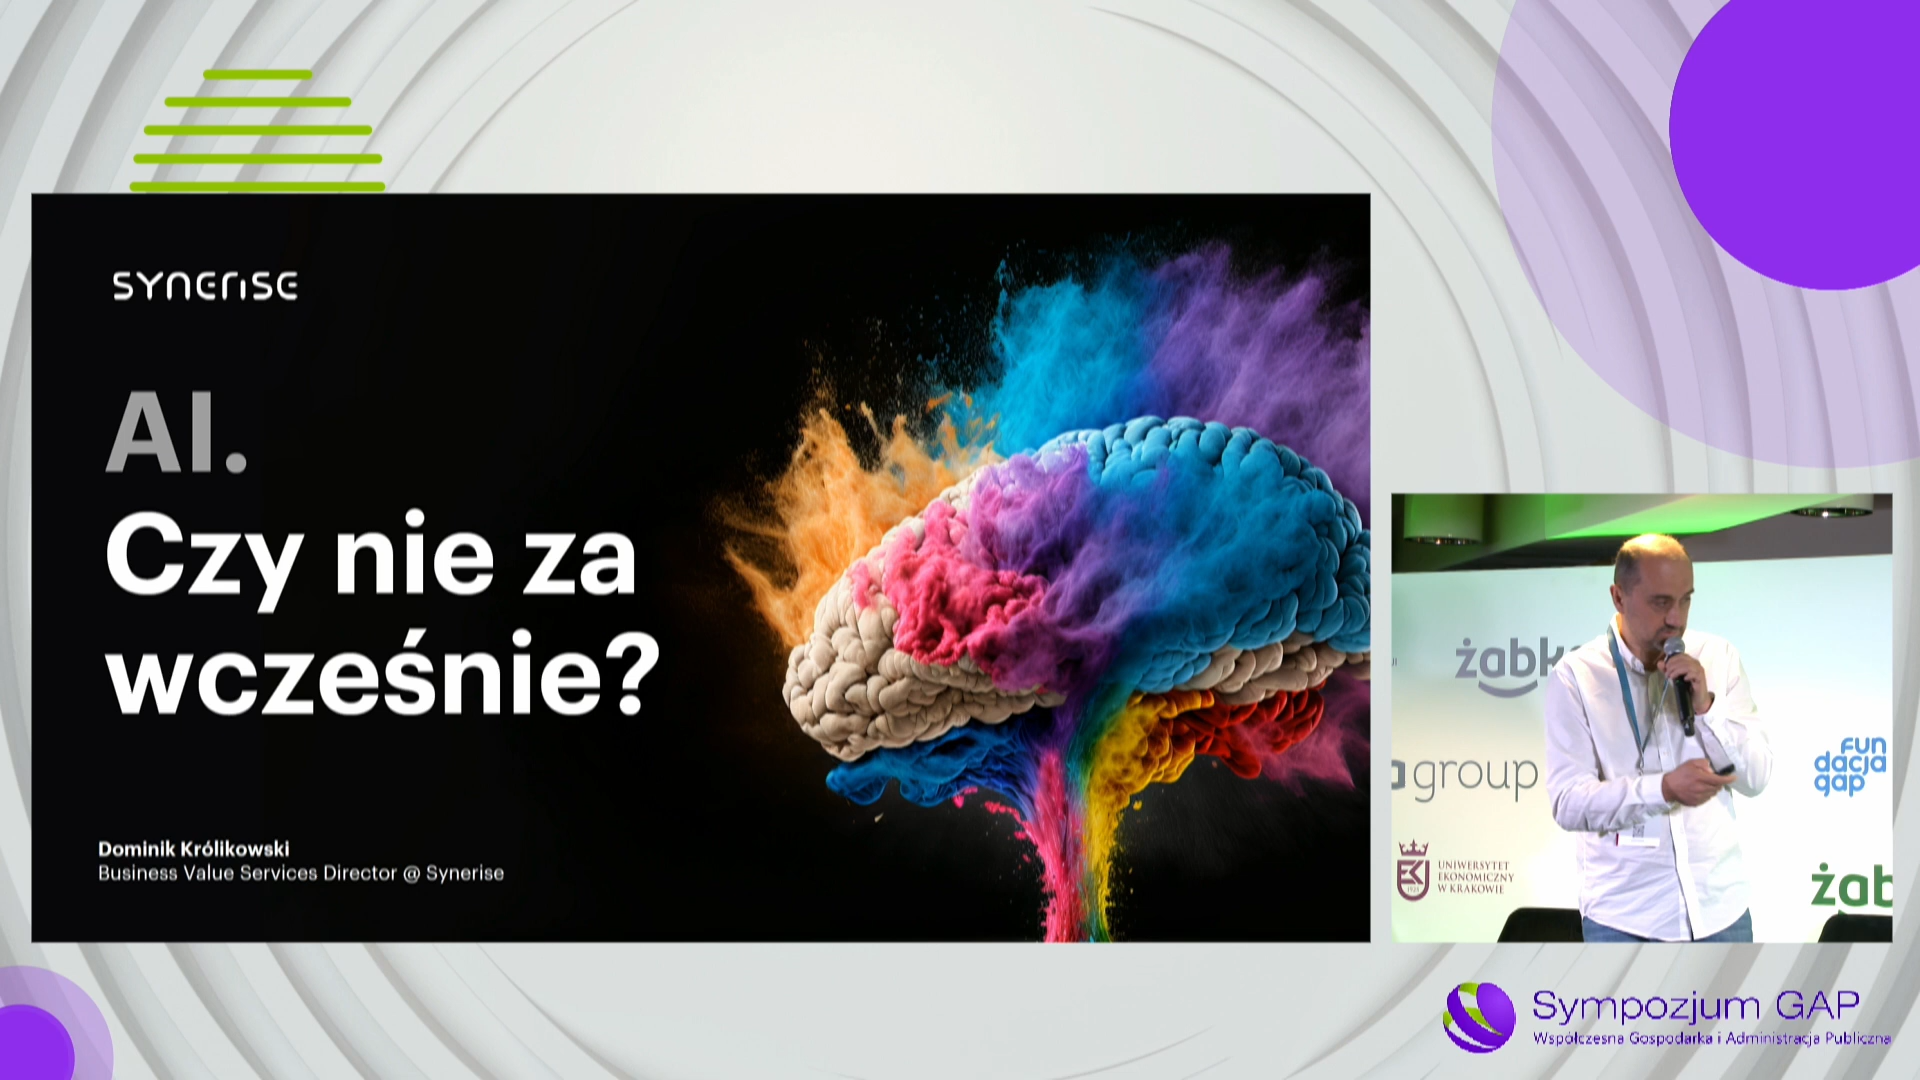 SYNERISE
AI.
Czy nie za
wcześnie?
Dominik Królikowski
Business Value Services Director @ Synerise
żabk
group
fun
dacja
gap
1925
UNIWERSYTET
EKONOMICZNY
W KRAKOWIE
żab
Sympozjum GAP
Współczesna Gospodarka i Administracja Publiczna